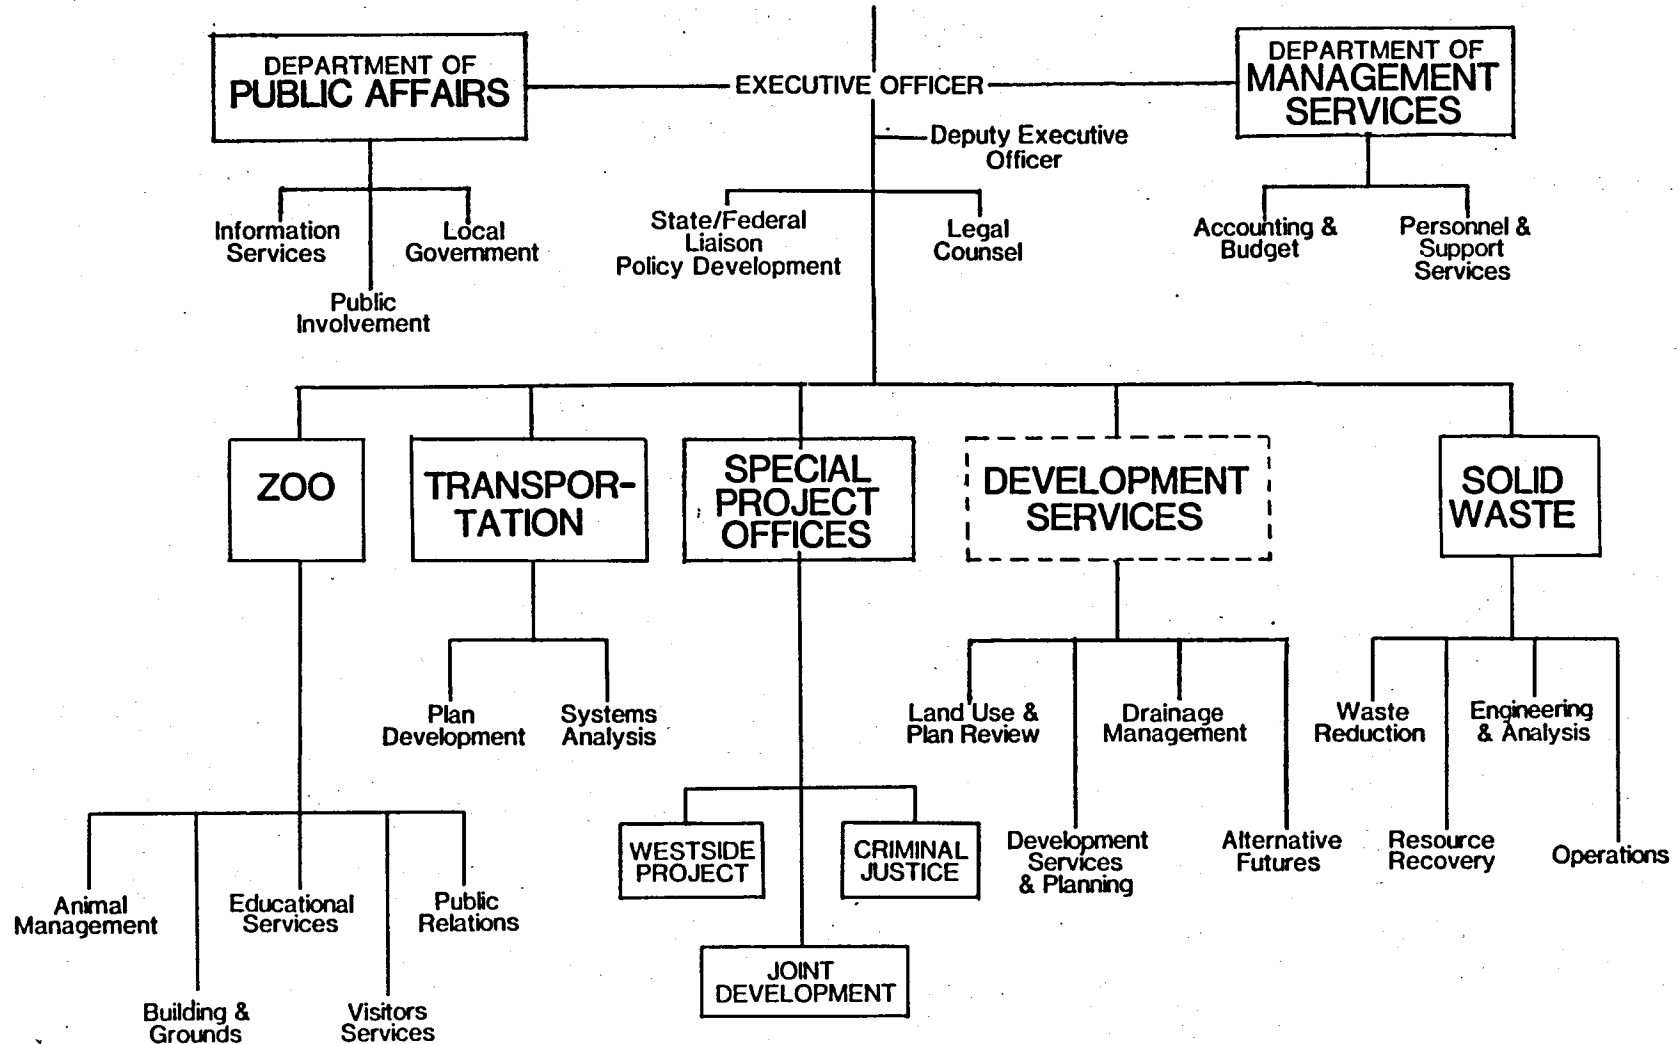 DEPARTMENT OF
PUBLIC AFFAIRS
EXECUTIVE OFFICER
DEPARTMENT OF
MANAGEMENT
SERVICES
Deputy Executive
Officer
Information
Services
Local
Government
Public
Involvement
State/Federal
Liaison
Policy Development
Legal
Counsel
Accounting &
Budget
Personnel &
Support
Services
ZOO
TRANSPOR-
TATION
SPECIAL
PROJECT
OFFICES
DEVELOPMENT
SERVICES
SOLID
WASTE
Plan
Development
Systems
Analysis
Land Use &
Plan Review
Drainage
Management
Waste
Reduction
Engineering
& Analysis
WESTSIDE
PROJECT
CRIMINAL
JUSTICE
Development
Services
& Planning
Alternative
Futures
Resource
Recovery
Operations
Animal
Management
Educational
Services
Public
Relations
JOINT
DEVELOPMENT
Building &
Grounds
Visitors
Services